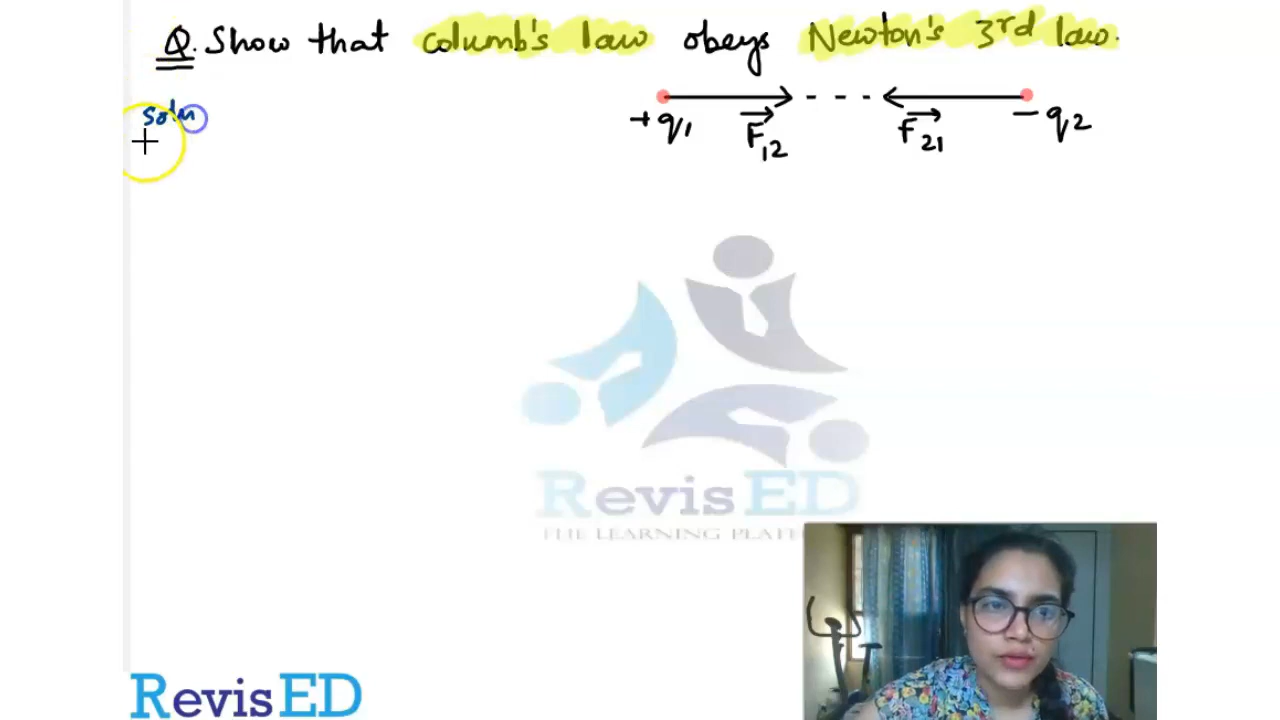 Q. Show that columb's law obeys Newton's 3rd law.
soln
+q1 F12 F21 -q2
RevisED
THE LEARNING PLATF
RevisED